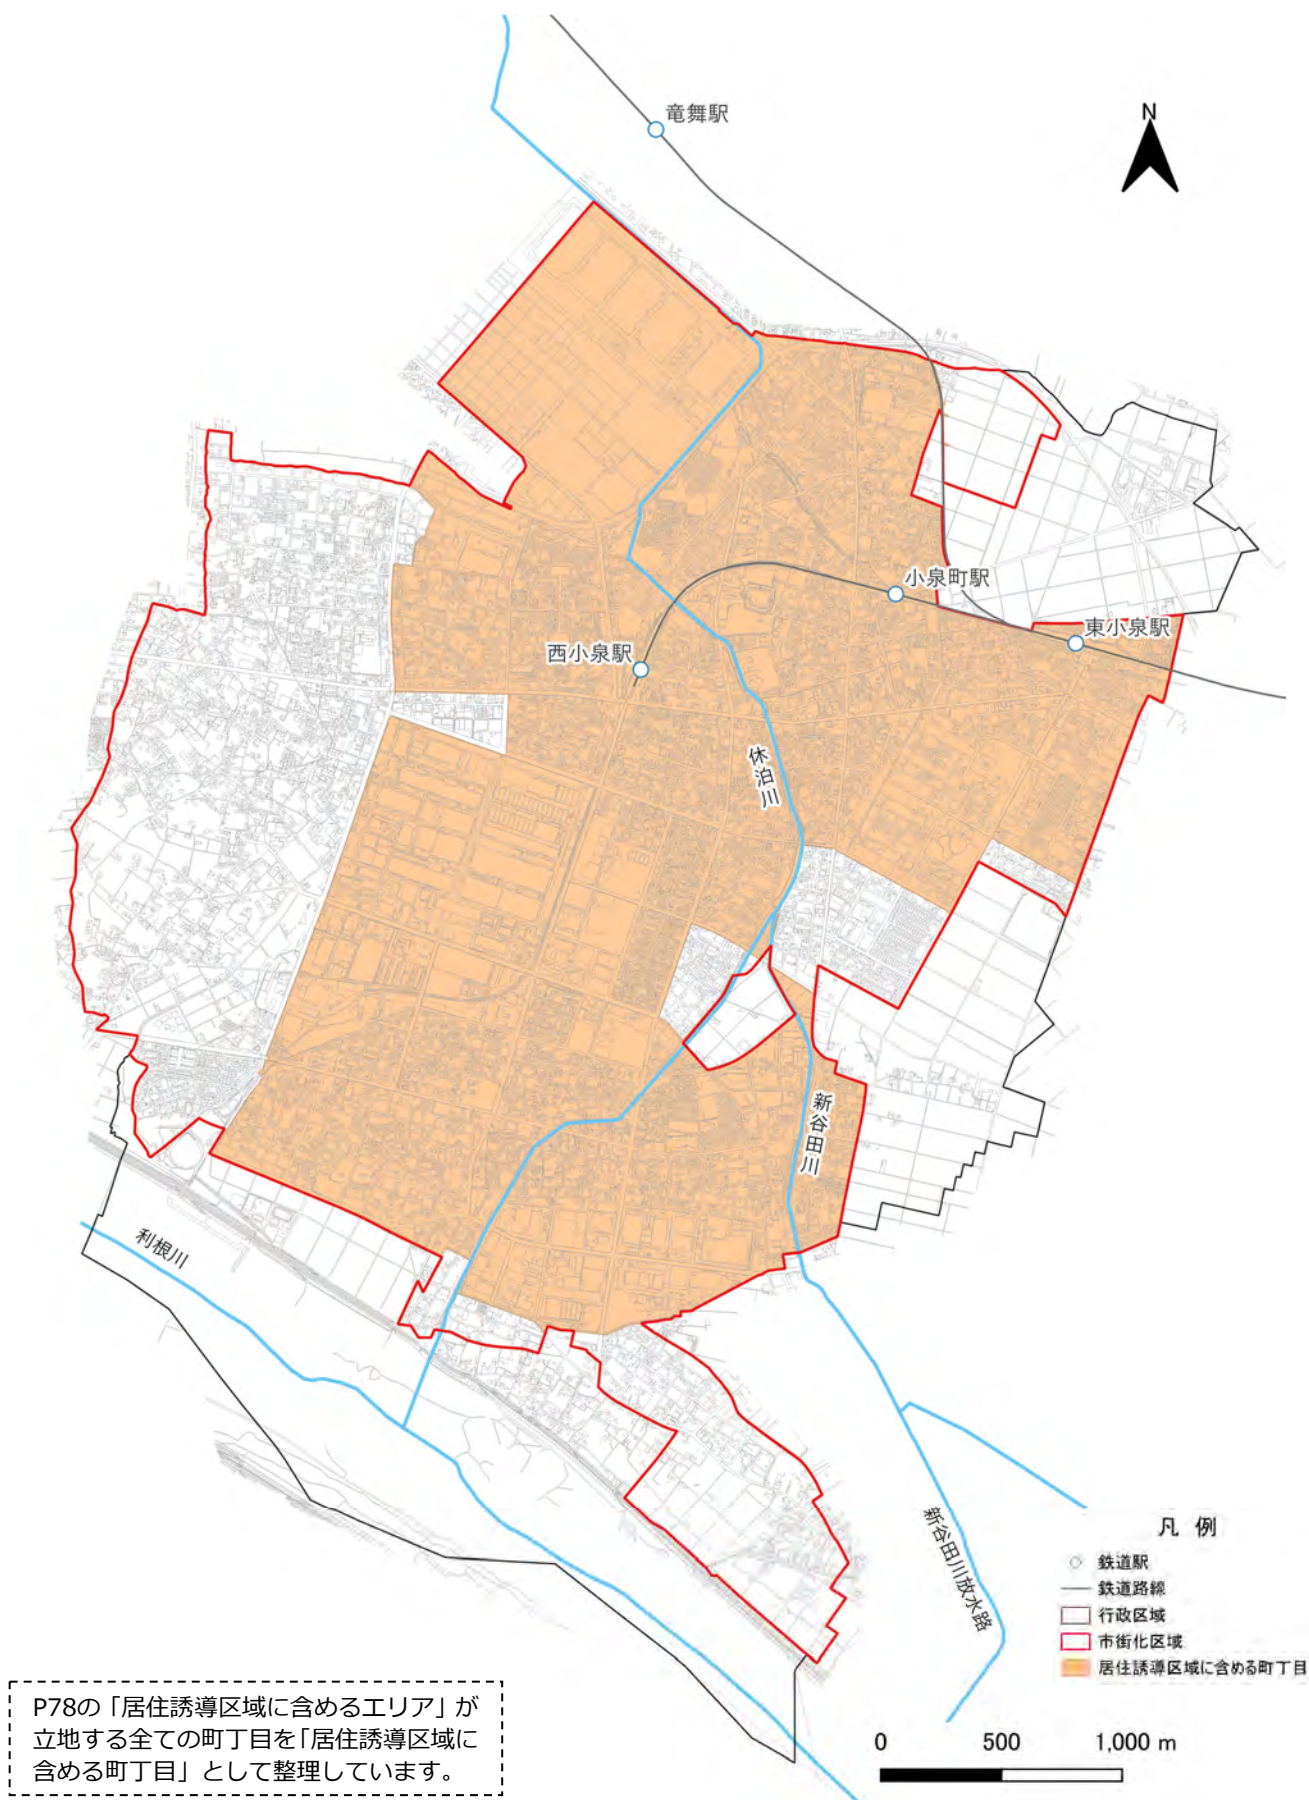 竜舞駅
N
小泉町駅
東小泉駅
西小泉駅
休泊川
新谷田川
利根川
新谷田川放水路
凡 例
鉄道駅
鉄道路線
行政区域
市街化区域
居住誘導区域に含める町丁目
P78の「居住誘導区域に含めるエリア」が
立地する全ての町丁目を「居住誘導区域に
含める町丁目」として整理しています。
0 500 1,000 m